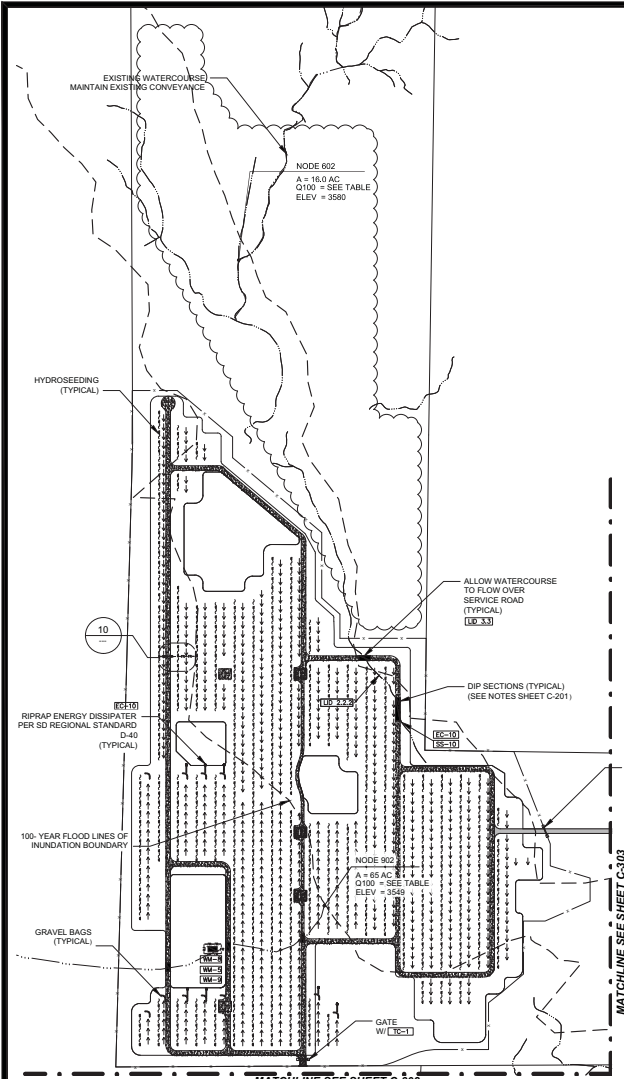 EXISTING WATERCOURSE
MAINTAIN EXISTING CONVEYANCE
NODE 602
A = 16.0 AC
Q100 = SEE TABLE
ELEV = 3580
HYDROSEEDING
(TYPICAL)
ALLOW WATERCOURSE
TO FLOW OVER
SERVICE ROAD
(TYPICAL)
LID 3.3
10
EC-10
RIPRAP ENERGY DISSIPATER
PER SD REGIONAL STANDARD
D-40
(TYPICAL)
LID 2.2.2
DIP SECTIONS (TYPICAL)
(SEE NOTES SHEET C-201)
EC-10
SS-10
100- YEAR FLOOD LINES OF
INUNDATION BOUNDARY
NODE 902
A = 65 AC
Q100 = SEE TABLE
ELEV = 3549
GRAVEL BAGS
(TYPICAL)
WM-5
WM-9
GATE
W/ TC-1
MATCHLINE SEE SHEET C-303